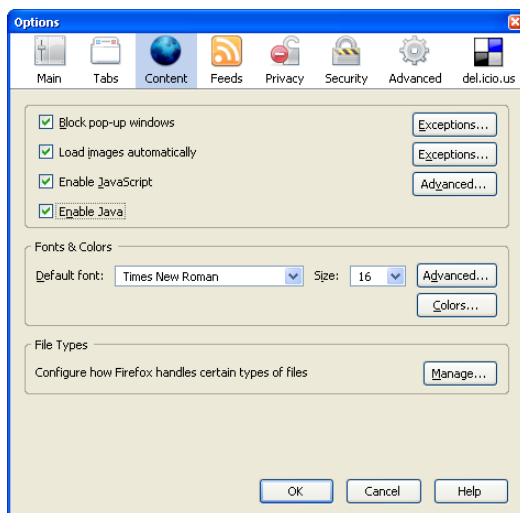 Options
Main Tabs Content Feeds Privacy Security Advanced del.icio.us
Block pop-up windows Exceptions...
Load images automatically Exceptions...
Enable JavaScript Advanced...
Enable Java
Fonts & Colors
Default font: Times New Roman Size: 16 Advanced...
Colors...
File Types
Configure how Firefox handles certain types of files Manage...
OK Cancel Help